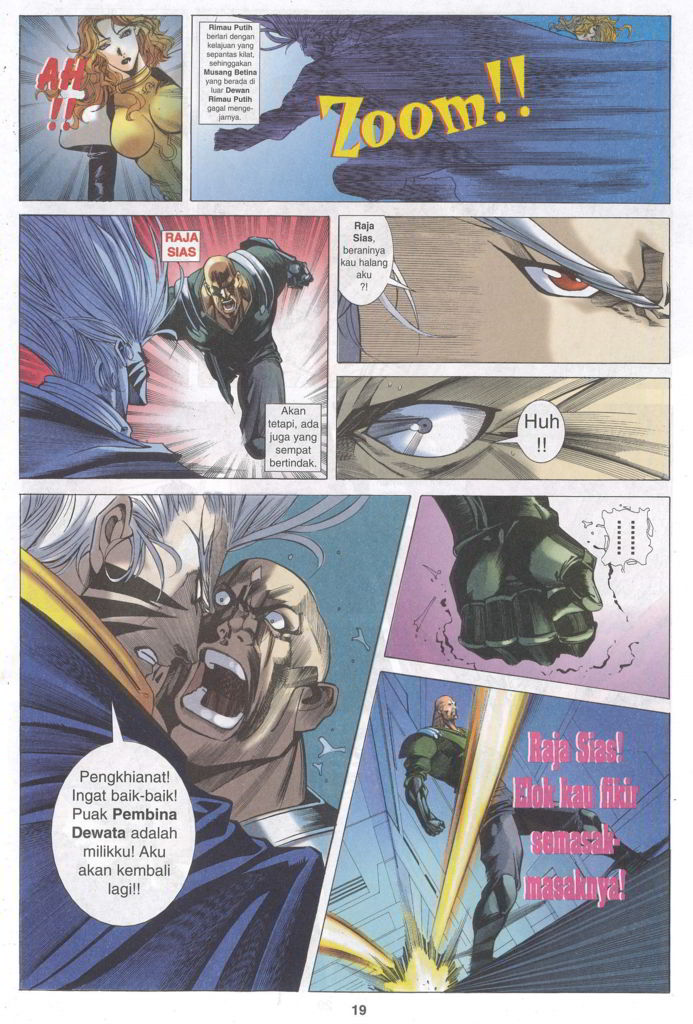 AH
!!
Rimau Putih
berlari dengan
kelajuan yang
sepantas kilat,
sehinggakan
Musang Betina
yang berada di
luar Dewan
Rimau Putih
gagal menge-
jarnya.
Zoom!!
RAJA
SIAS
Akan
tetapi, ada
juga yang
sempat
bertindak.
Raja
Sias,
beraninya
kau halang
aku
?!
Huh
!!
Pengkhianat!
Ingat baik-baik!
Puak Pembina
Dewata adalah
milikku! Aku
akan kembali
lagi!!
Raja Sias!
Elok kau fikir
semasak-
masaknya!
19